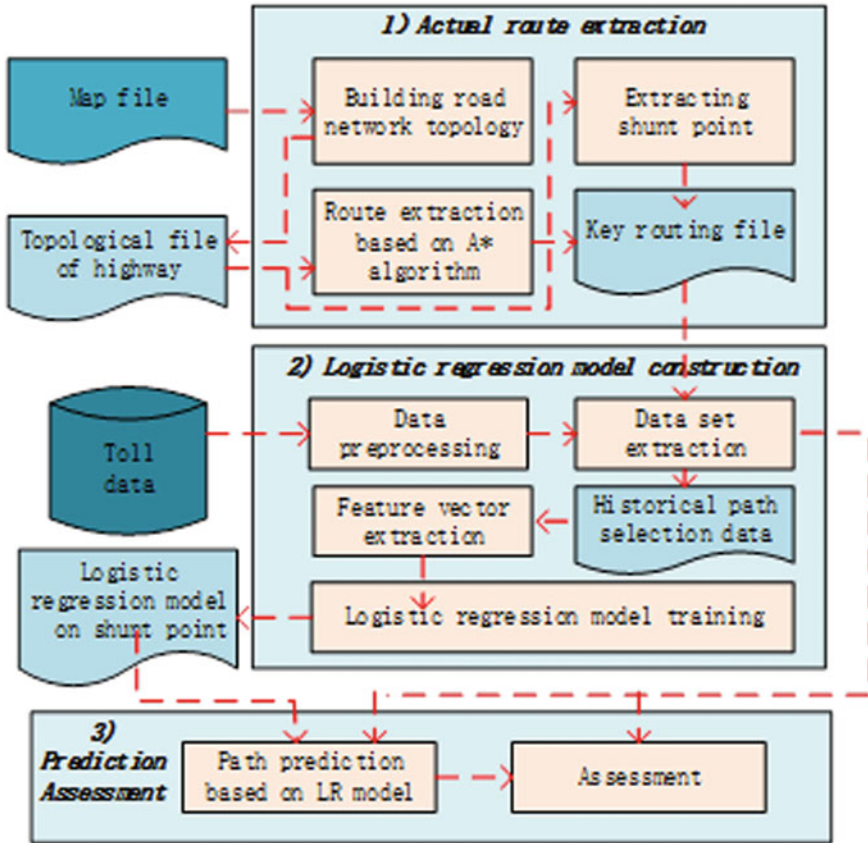 1) Actual route extraction
Map file
Building road
network topology
Extracting
shunt point
Topological file
of highway
Route extraction
based on A*
algorithm
Key routing file
2) Logistic regression model construction
Toll
data
Data
preprocessing
Data set
extraction
Feature vector
extraction
Historical path
selection data
Logistic
regression model
on shunt point
Logistic regression model training
3)
Prediction
Assessment
Path prediction
based on LR model
Assessment